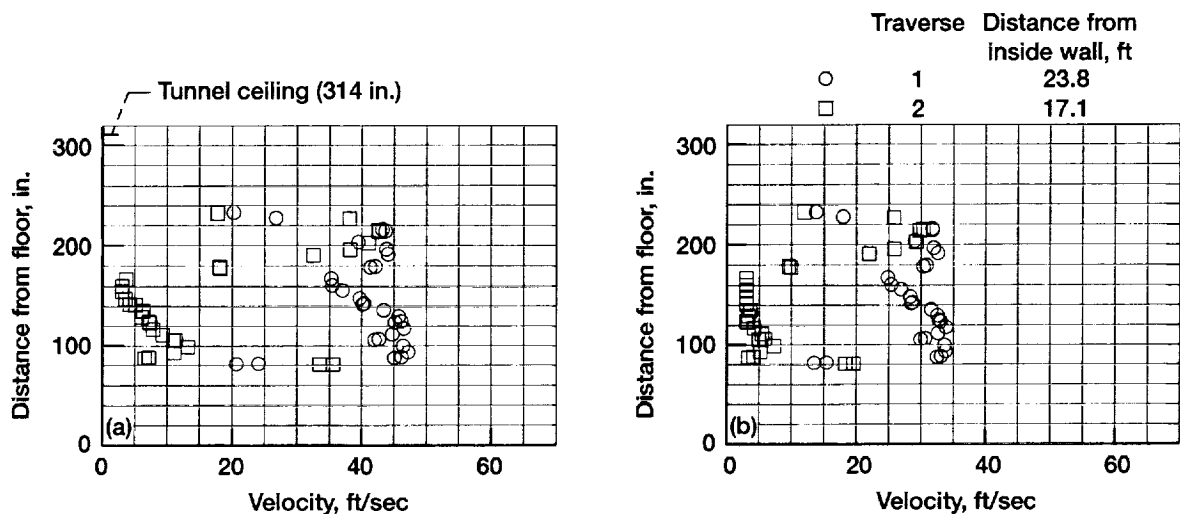 Traverse Distance from
inside wall, ft
1 23.8
2 17.1
Tunnel ceiling (314 in.)
Distance from floor, in.
300
200
100
0
(a)
0 20 40 60
Velocity, ft/sec
Distance from floor, in.
300
200
100
0
(b)
0 20 40 60
Velocity, ft/sec